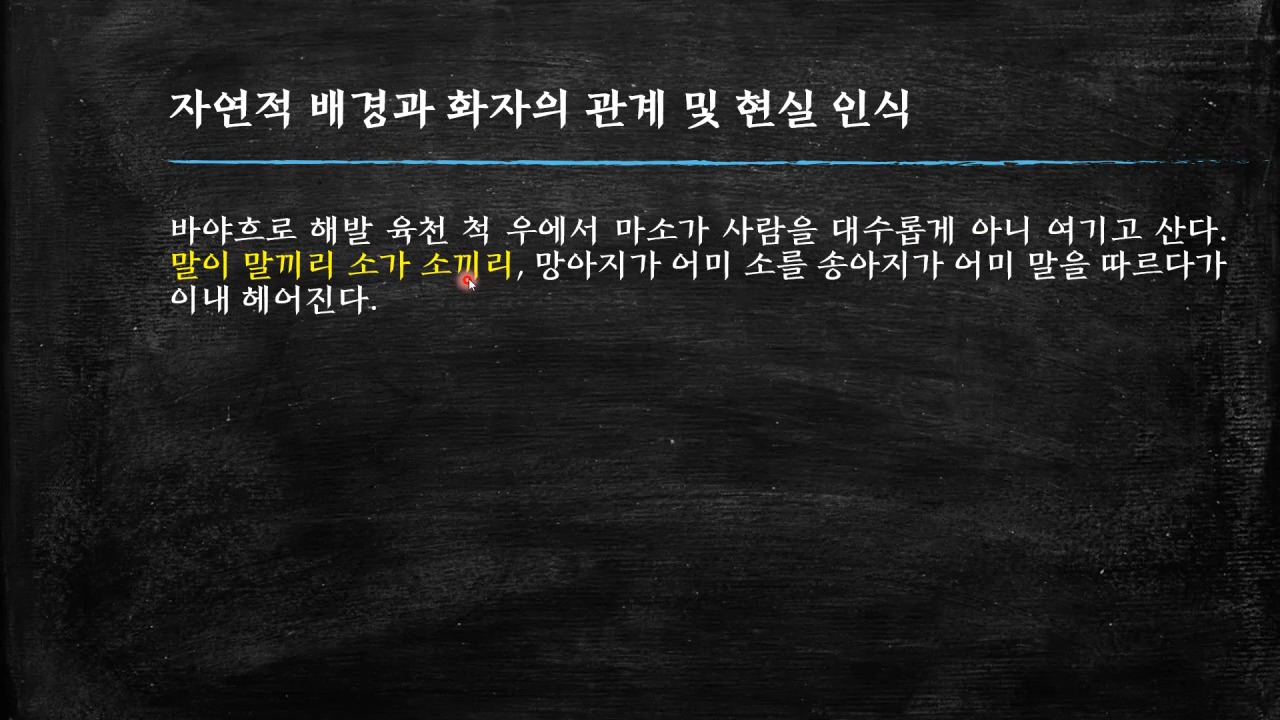 자연적 배경과 화자의 관계 및 현실 인식
바야흐로 해발 육천 척 우에서 마소가 사람을 대수롭게 아니 여기고 산다.
말이 말끼리 소가 소끼리, 망아지가 어미 소를 송아지가 어미 말을 따르다가
이내 헤어진다.